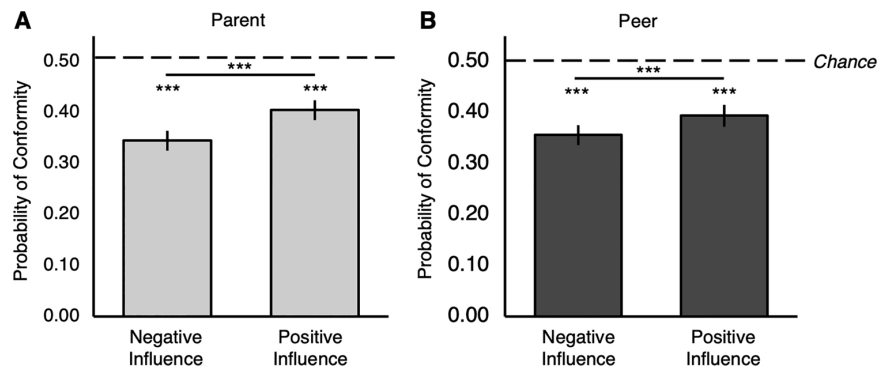 A
Parent
Probability of Conformity
0.50
0.40
0.30
0.20
0.10
0.00
***
***
***
Negative
Influence
Positive
Influence
B
Peer
Probability of Conformity
0.50
0.40
0.30
0.20
0.10
0.00
Chance
***
***
***
Negative
Influence
Positive
Influence